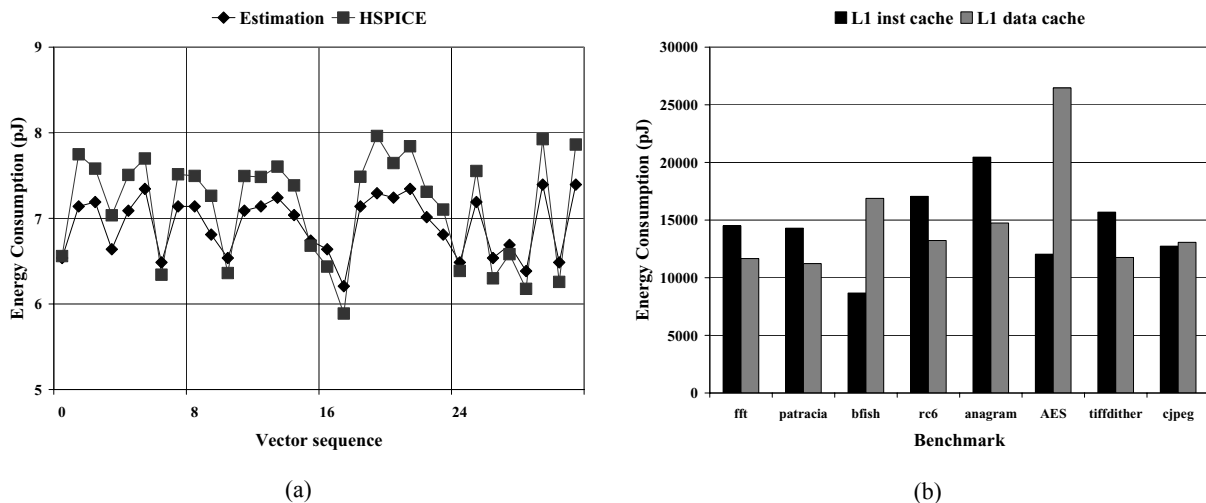 Estimation HSPICE
Energy Consumption (pJ)
9
8
7
6
5
0 8 16 24
Vector sequence
(a)
L1 inst cache L1 data cache
Energy Consumption (pJ)
30000
25000
20000
15000
10000
5000
0
fft patracia bfish rc6 anagram AES tiffdither cjpeg
Benchmark
(b)